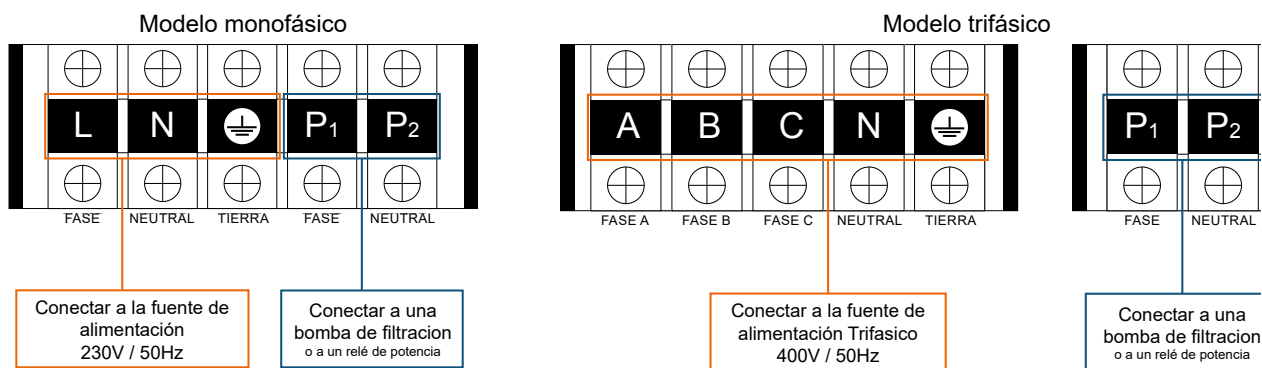 Modelo monofásico
L N P1 P2
FASE NEUTRAL TIERRA FASE NEUTRAL
Conectar a la fuente de
alimentación
230V / 50Hz
Conectar a una
bomba de filtracion
o a un relé de potencia
Modelo trifásico
A B C N
FASE A FASE B FASE C NEUTRAL TIERRA
Conectar a la fuente de
alimentación Trifasico
400V / 50Hz
P1 P2
FASE NEUTRAL
Conectar a una
bomba de filtracion
o a un relé de potencia